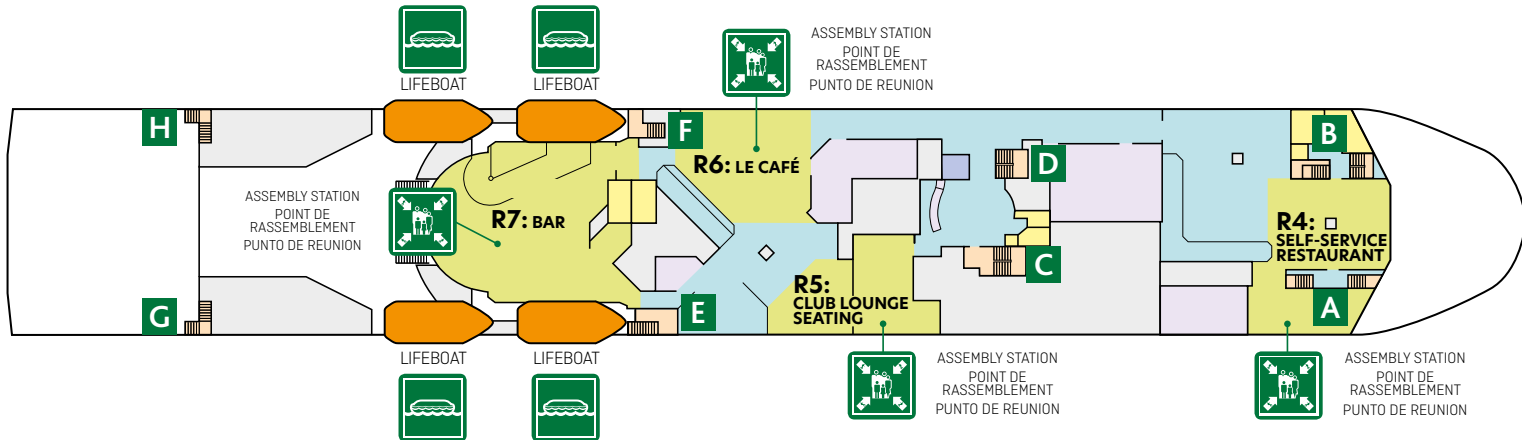 LIFEBOAT
LIFEBOAT
ASSEMBLY STATION
POINT DE
RASSEMBLEMENT
PUNTO DE REUNION
H
F
R6: LE CAFÉ
D
B
ASSEMBLY STATION
POINT DE
RASSEMBLEMENT
PUNTO DE REUNION
R7: BAR
R4:
SELF-SERVICE
RESTAURANT
C
R5:
CLUB LOUNGE
SEATING
G
E
A
LIFEBOAT
LIFEBOAT
ASSEMBLY STATION
POINT DE
RASSEMBLEMENT
PUNTO DE REUNION
ASSEMBLY STATION
POINT DE
RASSEMBLEMENT
PUNTO DE REUNION